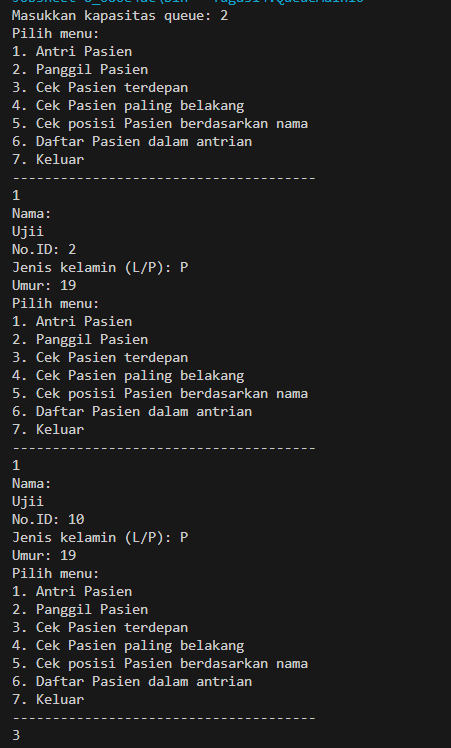 Masukkan kapasitas queue: 2
Pilih menu:
1. Antri Pasien
2. Panggil Pasien
3. Cek Pasien terdepan
4. Cek Pasien paling belakang
5. Cek posisi Pasien berdasarkan nama
6. Daftar Pasien dalam antrian
7. Keluar
--------------------------------------
1
Nama:
Ujii
No.ID: 2
Jenis kelamin (L/P): P
Umur: 19
Pilih menu:
1. Antri Pasien
2. Panggil Pasien
3. Cek Pasien terdepan
4. Cek Pasien paling belakang
5. Cek posisi Pasien berdasarkan nama
6. Daftar Pasien dalam antrian
7. Keluar
--------------------------------------
1
Nama:
Ujii
No.ID: 10
Jenis kelamin (L/P): P
Umur: 19
Pilih menu:
1. Antri Pasien
2. Panggil Pasien
3. Cek Pasien terdepan
4. Cek Pasien paling belakang
5. Cek posisi Pasien berdasarkan nama
6. Daftar Pasien dalam antrian
7. Keluar
--------------------------------------
3